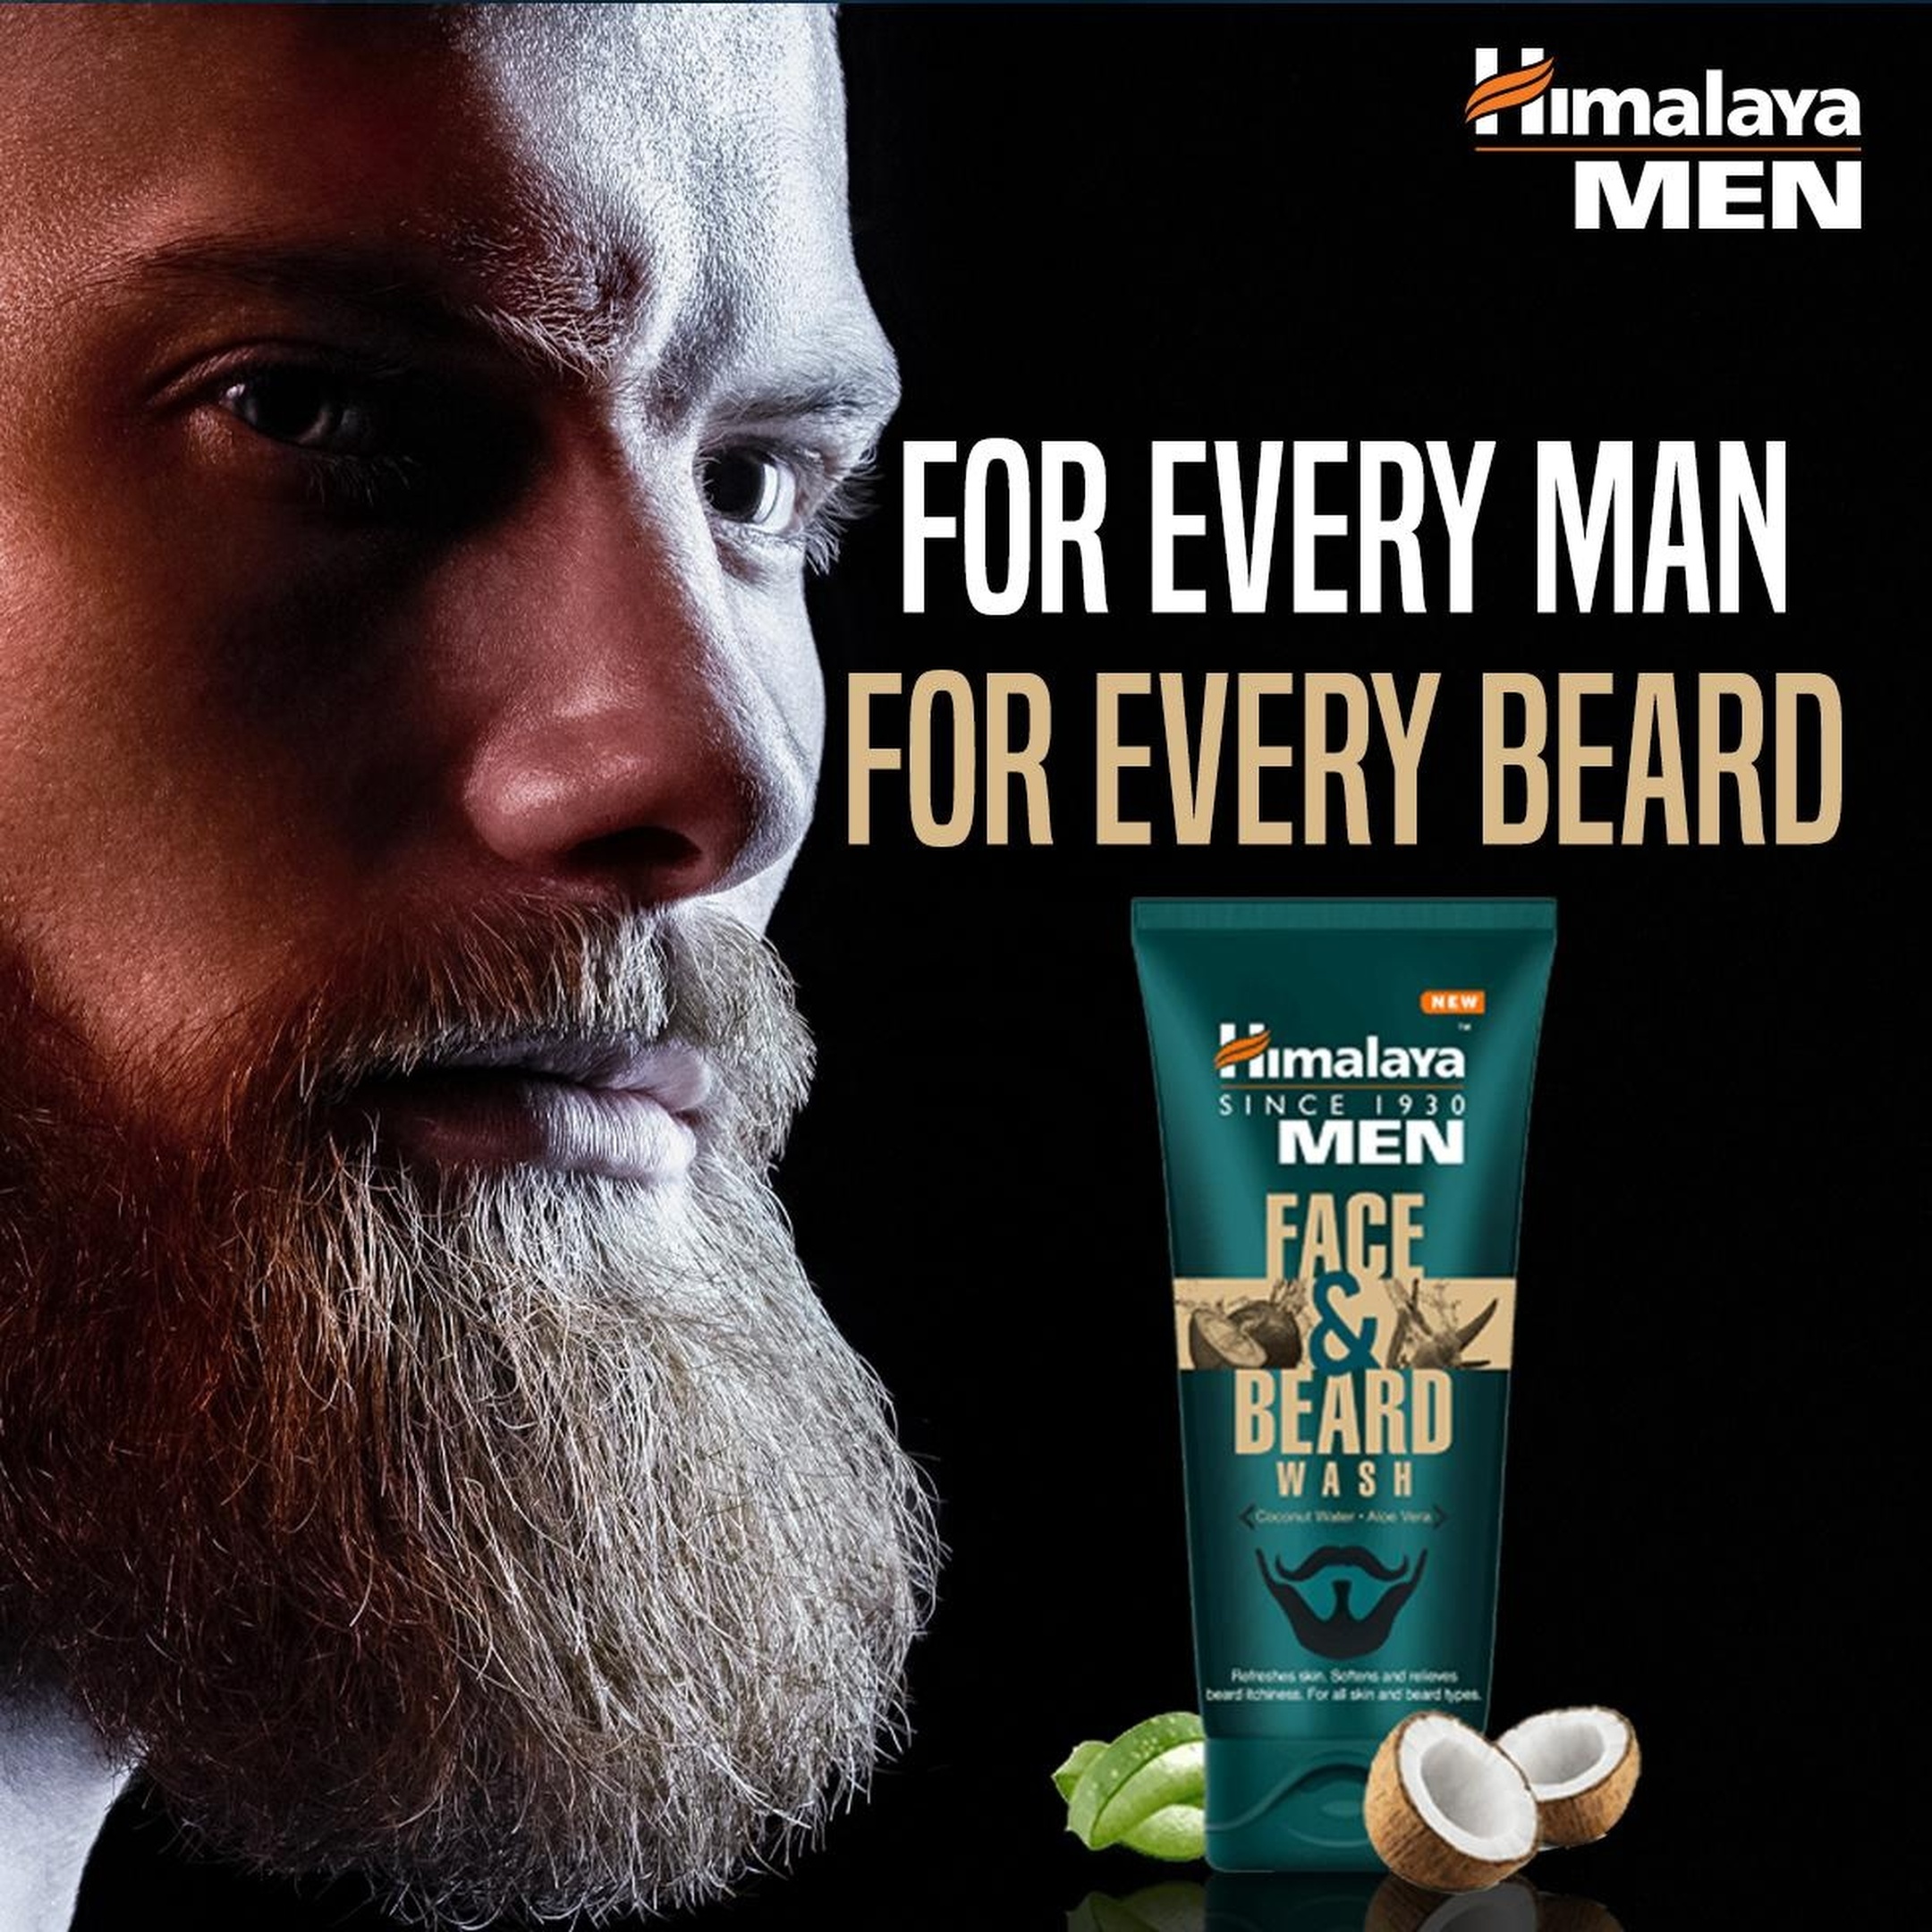 Himalaya
MEN
FOR EVERY MAN
FOR EVERY BEARD
NEW
TM
Himalaya
SINCE 1930
MEN
FACE
&
BEARD
WASH
Coconut Water • Aloe Vera
Refreshes skin. Softens and relieves
beard itchiness. For all skin and beard types.